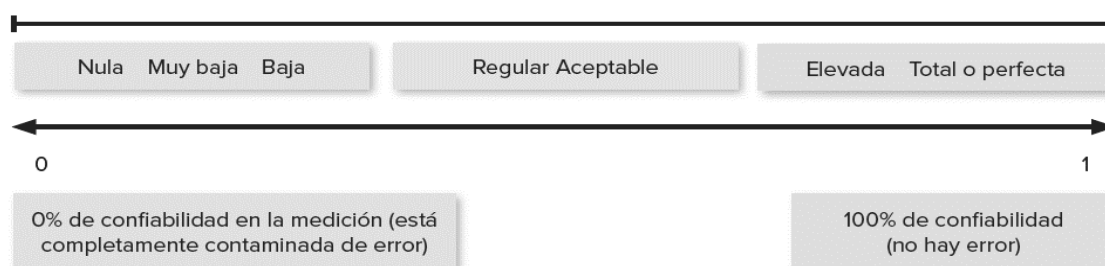 Nula Muy baja Baja
Regular Aceptable
Elevada Total o perfecta
0
1
0% de confiabilidad en la medición (está
completamente contaminada de error)
100% de confiabilidad
(no hay error)